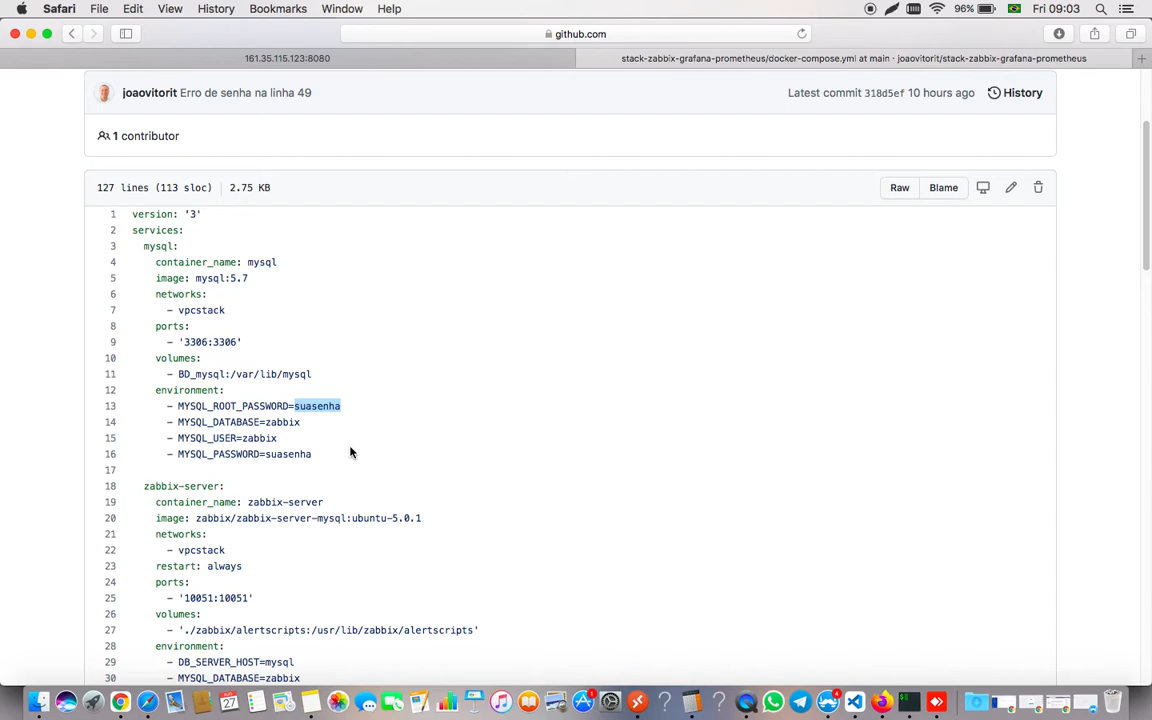 Safari File Edit View History Bookmarks Window Help 96% Fri 09:03
github.com
161.35.115.123:8080 stack-zabbix-grafana-prometheus/docker-compose.yml at main · joaovitorit/stack-zabbix-grafana-prometheus
joaovitorit Erro de senha na linha 49 Latest commit 318d5ef 10 hours ago History
1 contributor
127 lines (113 sloc) 2.75 KB Raw Blame
1 version: '3'
2 services:
3 mysql:
4 container_name: mysql
5 image: mysql:5.7
6 networks:
7 - vpcstack
8 ports:
9 - '3306:3306'
10 volumes:
11 - BD_mysql:/var/lib/mysql
12 environment:
13 - MYSQL_ROOT_PASSWORD=suasenha
14 - MYSQL_DATABASE=zabbix
15 - MYSQL_USER=zabbix
16 - MYSQL_PASSWORD=suasenha
17
18 zabbix-server:
19 container_name: zabbix-server
20 image: zabbix/zabbix-server-mysql:ubuntu-5.0.1
21 networks:
22 - vpcstack
23 restart: always
24 ports:
25 - '10051:10051'
26 volumes:
27 - './zabbix/alertscripts:/usr/lib/zabbix/alertscripts'
28 environment:
29 - DB_SERVER_HOST=mysql
30 - MYSQL_DATABASE=zabbix
27